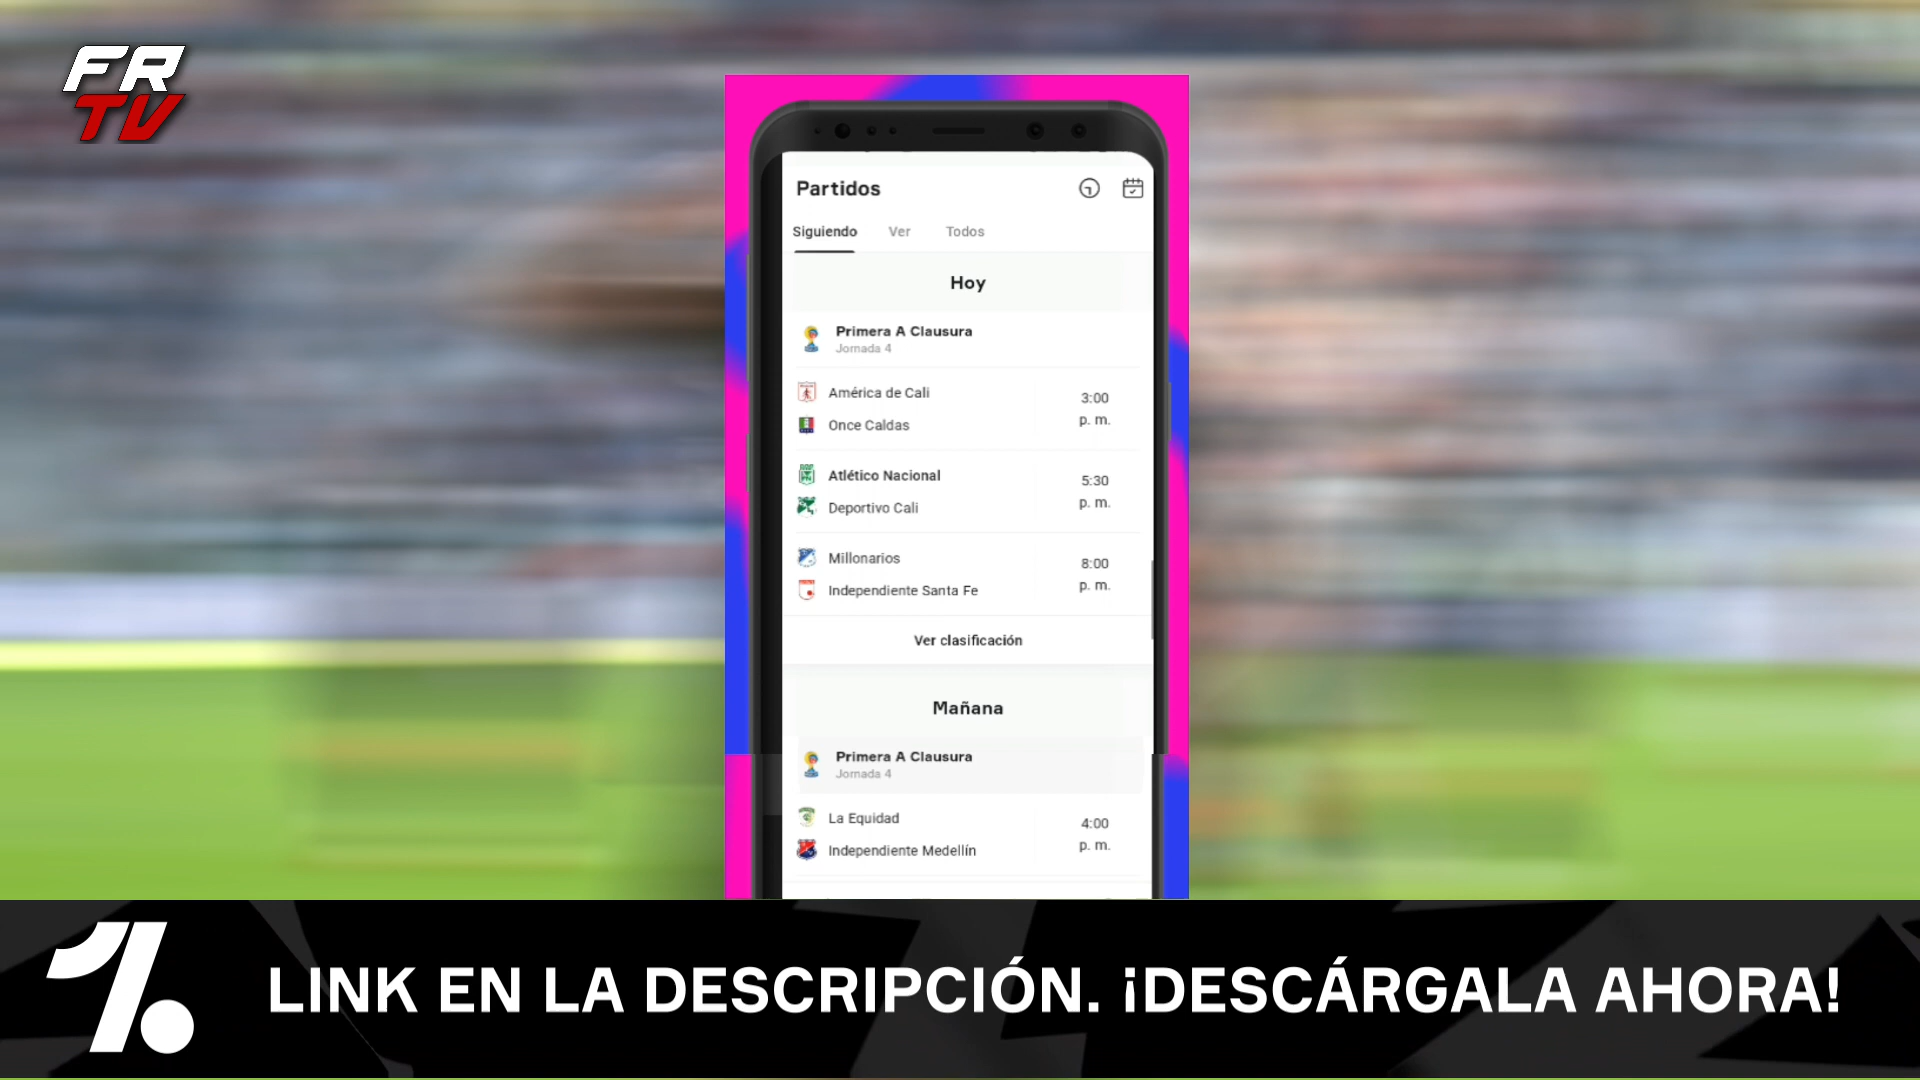 FR
TV
Partidos
Siguiendo Ver Todos
Hoy
Primera A Clausura
Jornada 4
América de Cali
Once Caldas
3:00
p. m.
Atlético Nacional
Deportivo Cali
5:30
p. m.
Millonarios
Independiente Santa Fe
8:00
p. m.
Ver clasificación
Mañana
Primera A Clausura
Jornada 4
La Equidad
Independiente Medellín
4:00
p. m.
LINK EN LA DESCRIPCIÓN. ¡DESCÁRGALA AHORA!